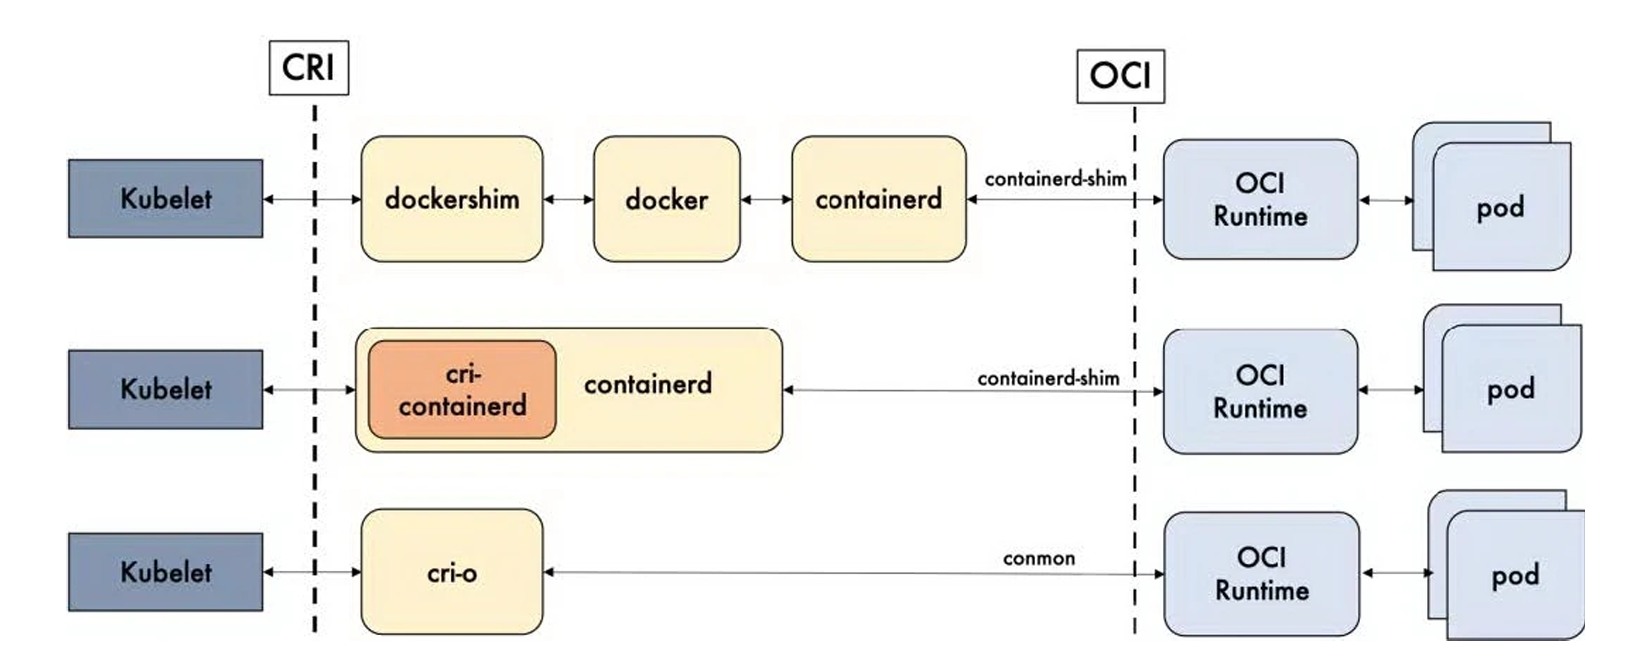 CRI
OCI
Kubelet
dockershim
docker
containerd
containerd-shim
OCI
Runtime
pod
Kubelet
cri-
containerd
containerd
containerd-shim
OCI
Runtime
pod
Kubelet
cri-o
conmon
OCI
Runtime
pod